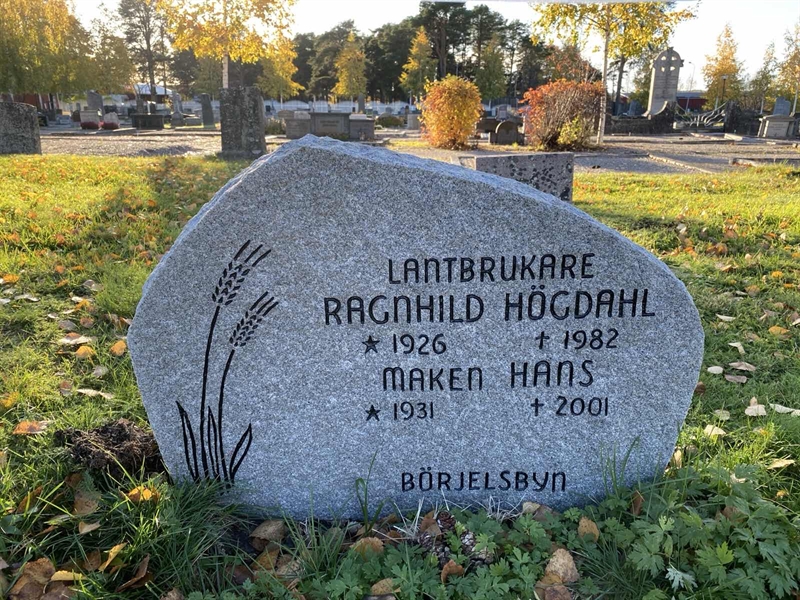 LANTBRUKARE
RAGNHILD HÖGDAHL
★ 1926 ✝ 1982
MAKEN HANS
★ 1931 ✝ 2001
BÖRJELSBYN